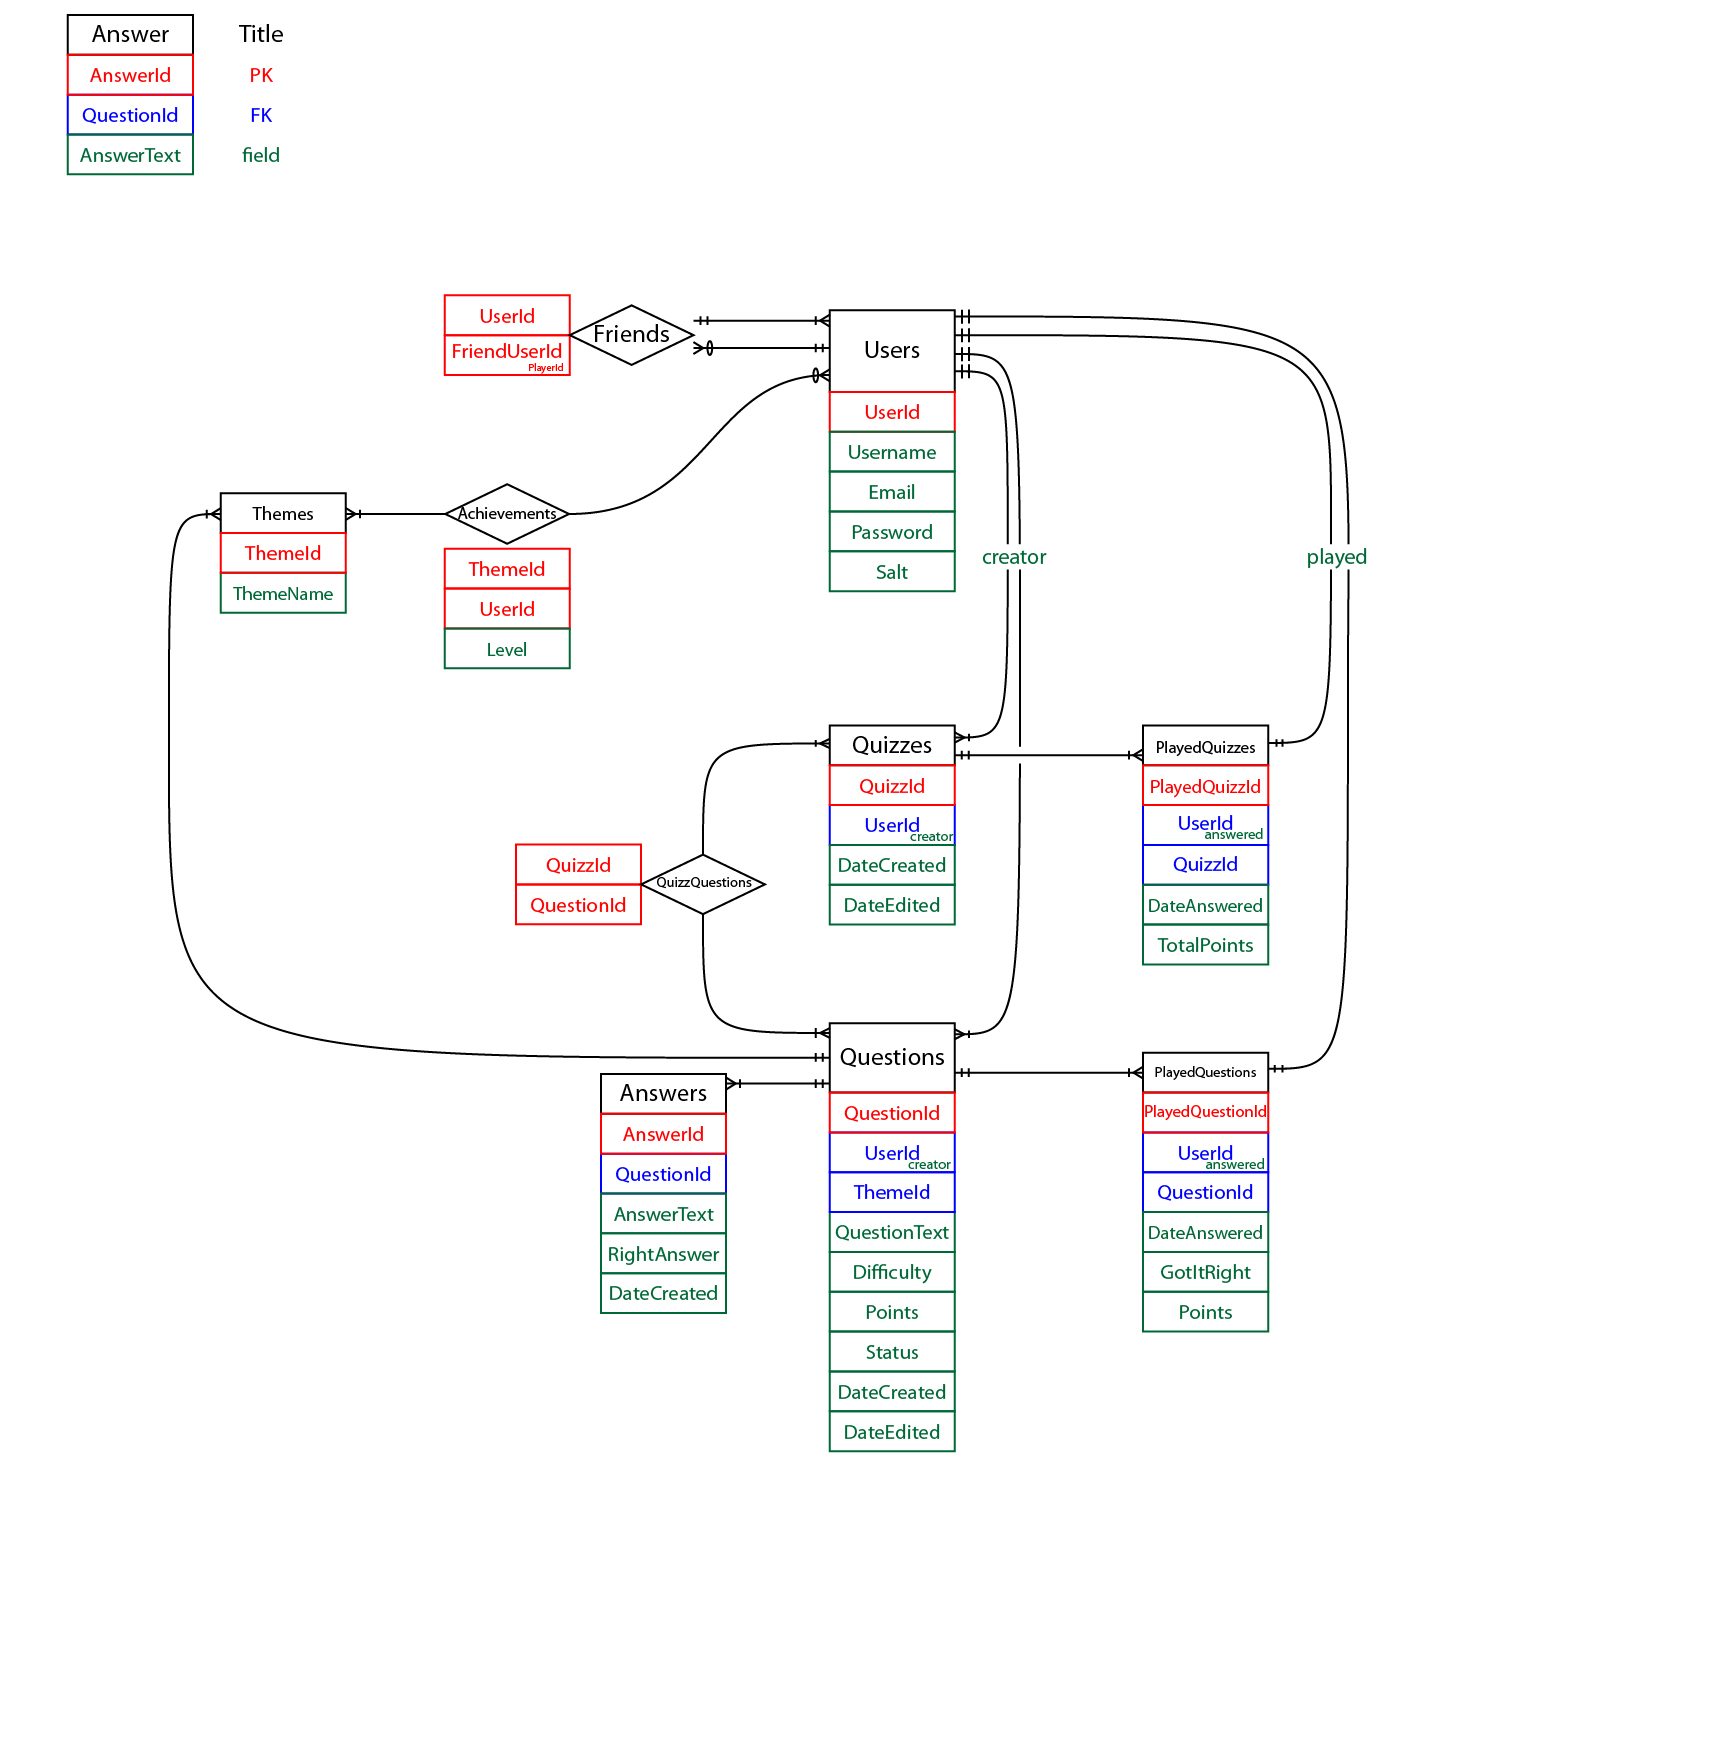 Answer Title
AnswerId PK
QuestionId FK
AnswerText field
UserId
FriendUserId
PlayerId
Friends
Users
UserId
Username
Email
Password
Salt
Themes
ThemeId
ThemeName
Achievements
ThemeId
UserId
Level
creator
played
Quizzes
QuizzId
UserId
creator
DateCreated
DateEdited
PlayedQuizzes
PlayedQuizzId
UserId
answered
QuizzId
DateAnswered
TotalPoints
QuizzId
QuestionId
QuizzQuestions
Answers
AnswerId
QuestionId
AnswerText
RightAnswer
DateCreated
Questions
QuestionId
UserId
creator
ThemeId
QuestionText
Difficulty
Points
Status
DateCreated
DateEdited
PlayedQuestions
PlayedQuestionId
UserId
answered
QuestionId
DateAnswered
GotItRight
Points